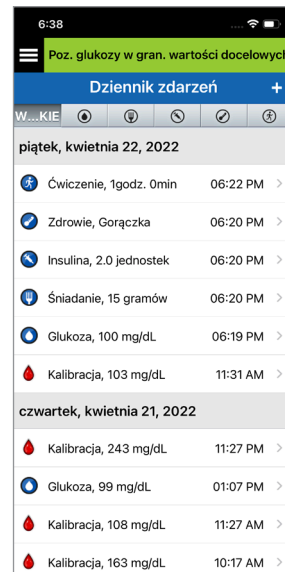 6:38
Poz. glukozy w gran. wartości docelowych
Dziennik zdarzeń +
W...KIE
piątek, kwietnia 22, 2022
Ćwiczenie, 1godz. 0min 06:22 PM
Zdrowie, Gorączka 06:20 PM
Insulina, 2.0 jednostek 06:20 PM
Śniadanie, 15 gramów 06:20 PM
Glukoza, 100 mg/dL 06:19 PM
Kalibracja, 103 mg/dL 11:31 AM
czwartek, kwietnia 21, 2022
Kalibracja, 243 mg/dL 11:27 PM
Glukoza, 99 mg/dL 01:07 PM
Kalibracja, 108 mg/dL 11:27 AM
Kalibracja, 163 mg/dL 10:17 AM